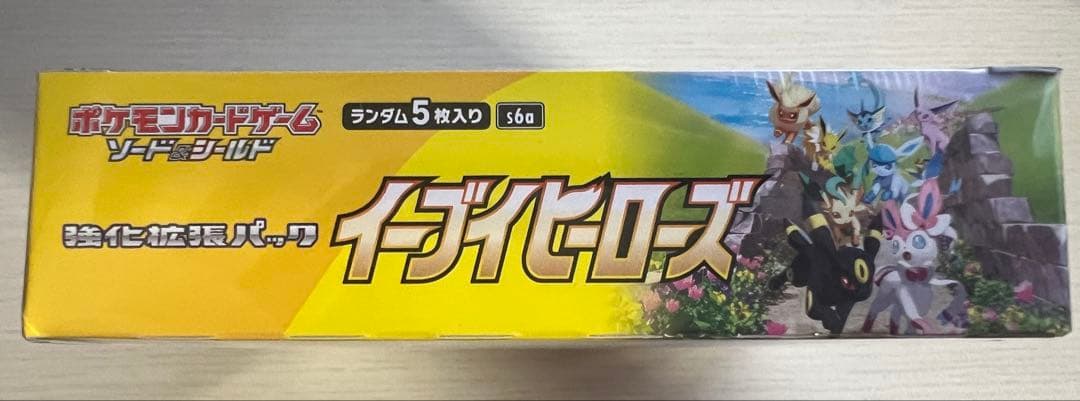 ポケモンカードゲーム
ソード&シールド
ランダム5枚入り s6a
強化拡張パック
イーブイヒーローズ